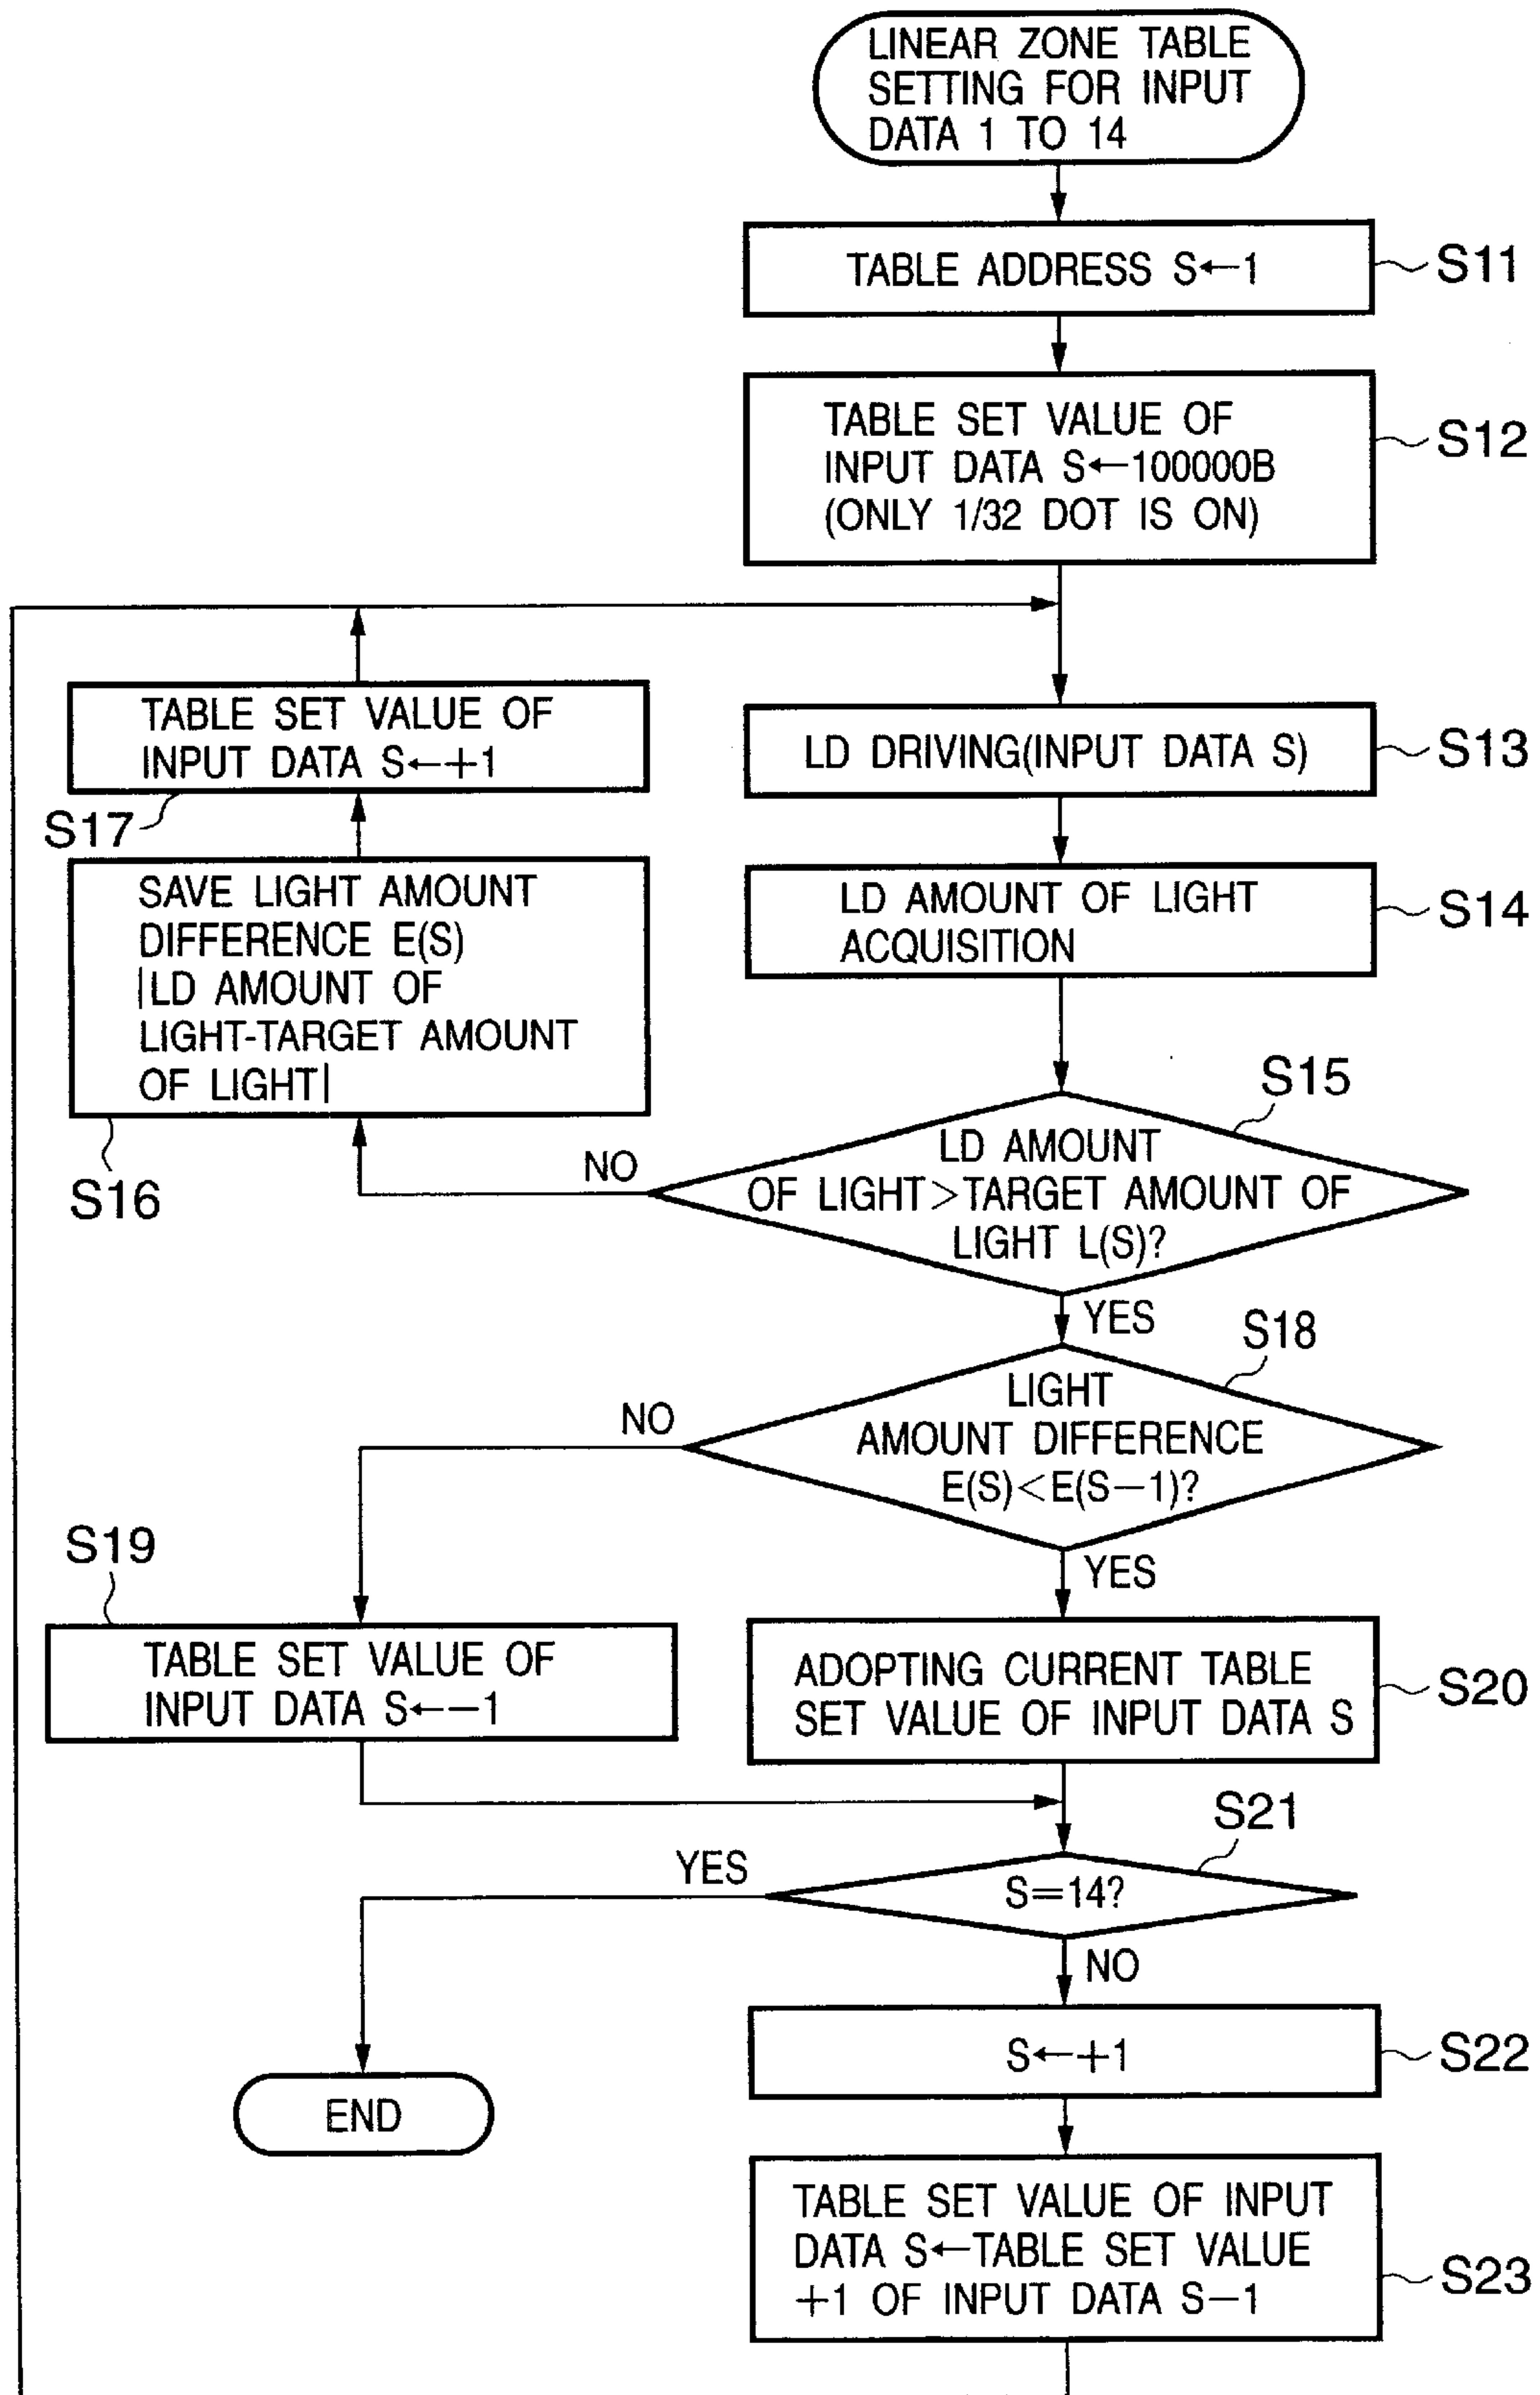 LINEAR ZONE TABLE
SETTING FOR INPUT
DATA 1 TO 14
TABLE ADDRESS S←1
S11
TABLE SET VALUE OF
INPUT DATA S←100000B
(ONLY 1/32 DOT IS ON)
S12
TABLE SET VALUE OF
INPUT DATA S←+1
S17
LD DRIVING(INPUT DATA S)
S13
SAVE LIGHT AMOUNT
DIFFERENCE E(S)
|LD AMOUNT OF
LIGHT-TARGET AMOUNT
OF LIGHT|
S16
LD AMOUNT OF LIGHT
ACQUISITION
S14
S15
LD AMOUNT
OF LIGHT>TARGET AMOUNT OF
LIGHT L(S)?
NO
YES
S18
LIGHT
AMOUNT DIFFERENCE
E(S)<E(S−1)?
NO
YES
S19
TABLE SET VALUE OF
INPUT DATA S←−1
ADOPTING CURRENT TABLE
SET VALUE OF INPUT DATA S
S20
S21
S=14?
YES
NO
END
S←+1
S22
TABLE SET VALUE OF INPUT
DATA S←TABLE SET VALUE
+1 OF INPUT DATA S−1
S23